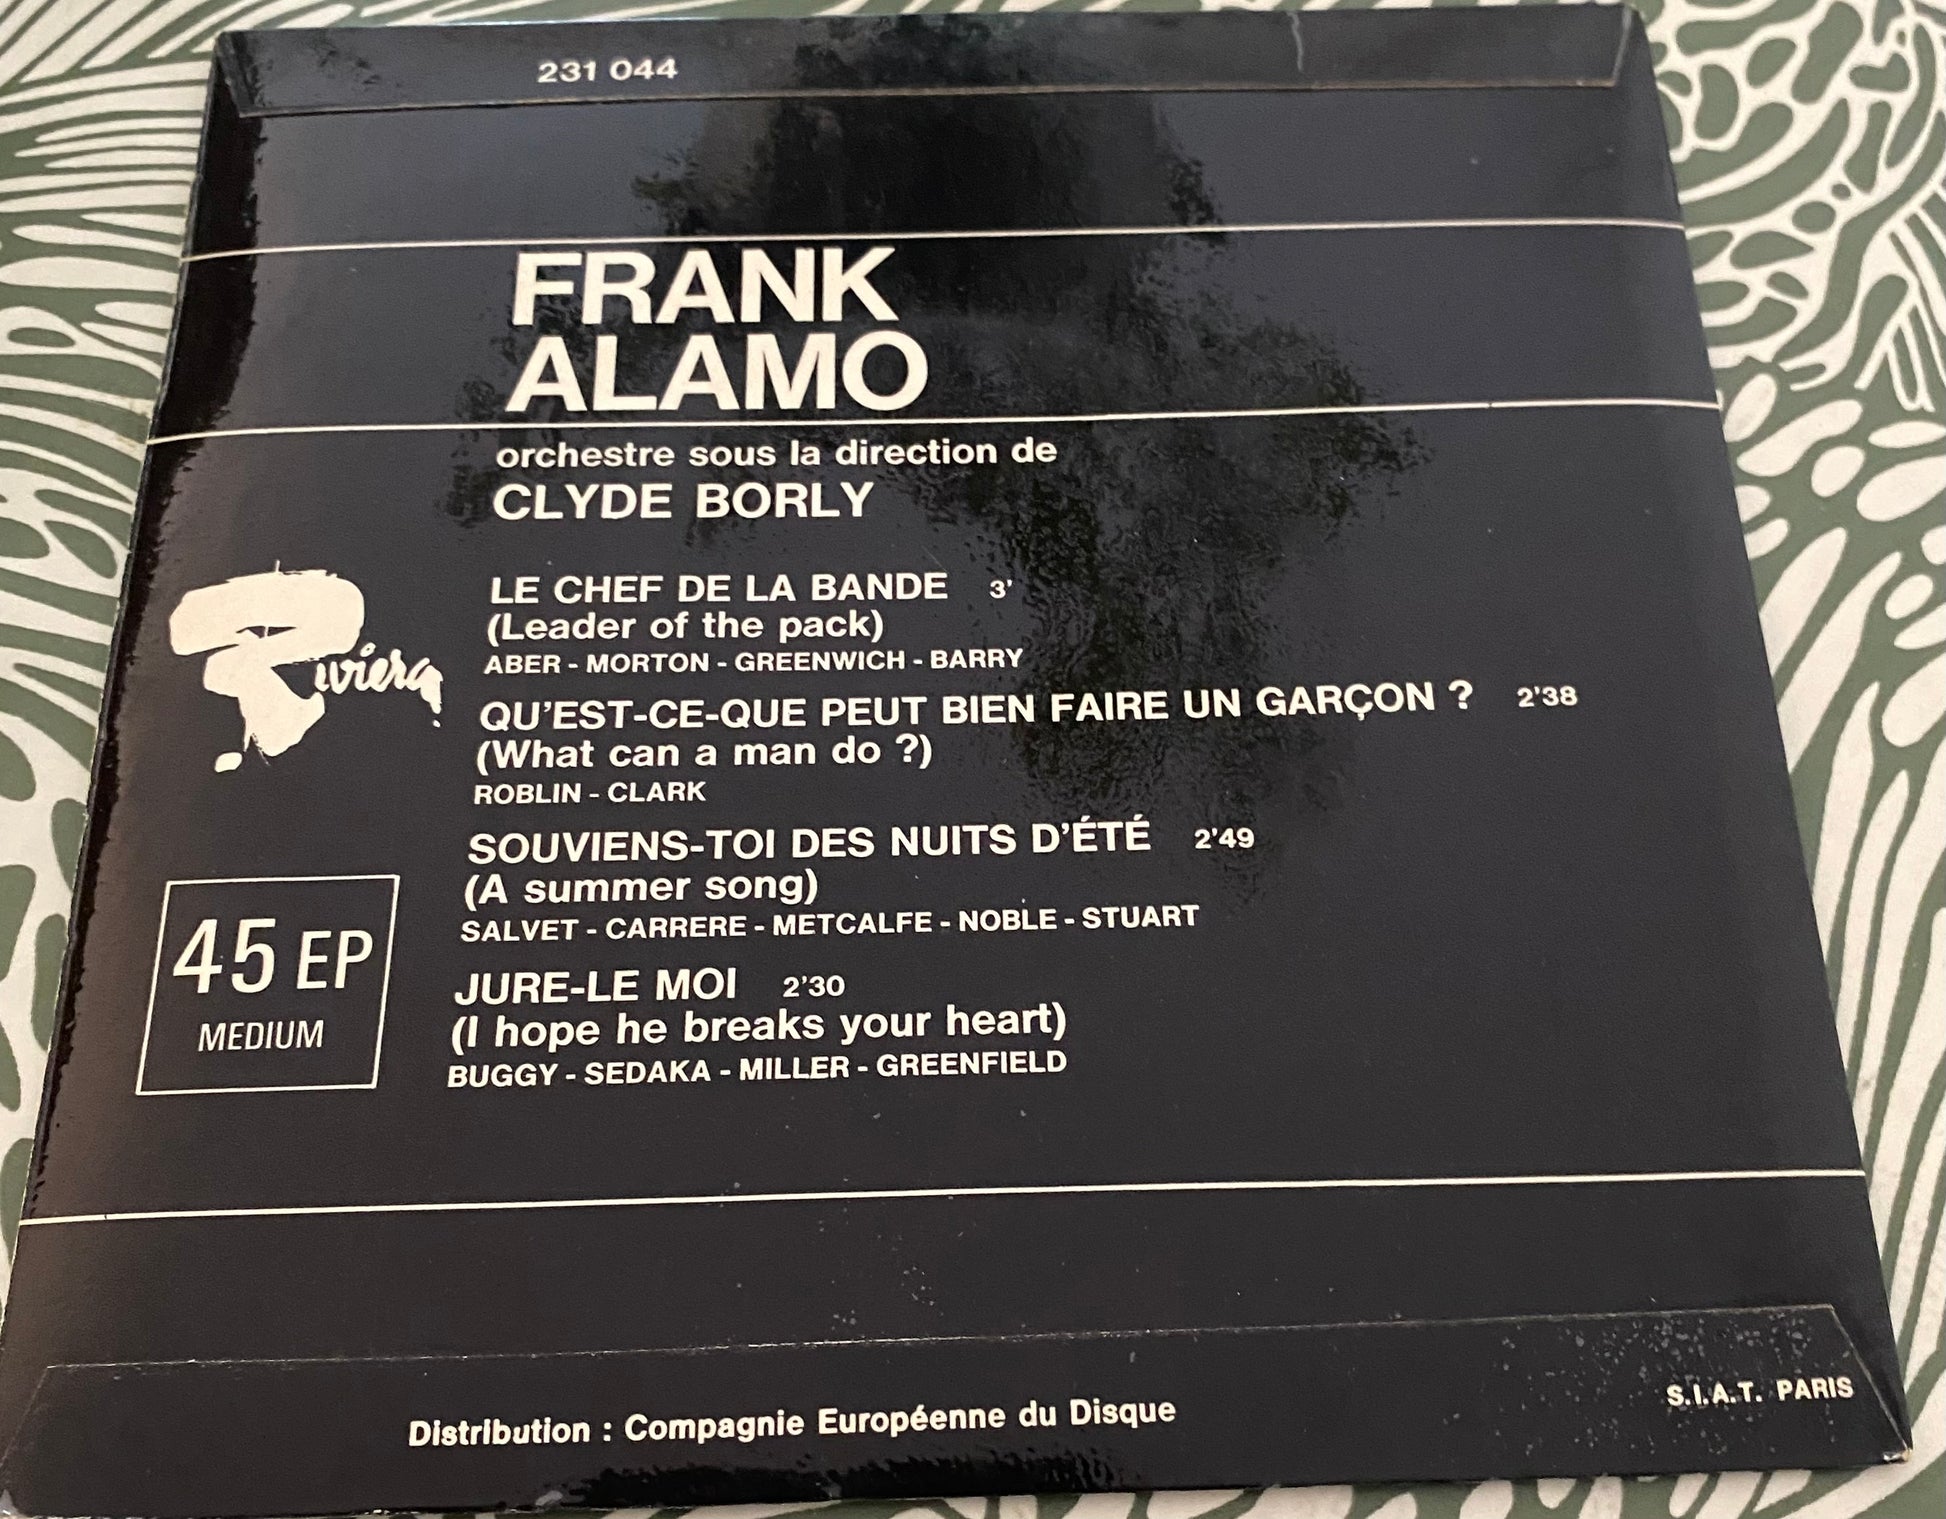 231 044
FRANK
ALAMO
orchestre sous la direction de
CLYDE BORLY
LE CHEF DE LA BANDE 3'
(Leader of the pack)
ABER - MORTON - GREENWICH - BARRY
QU'EST-CE-QUE PEUT BIEN FAIRE UN GARÇON ? 2'38
(What can a man do ?)
ROBLIN - CLARK
SOUVIENS-TOI DES NUITS D'ÉTÉ 2'49
(A summer song)
SALVET - CARRERE - METCALFE - NOBLE - STUART
JURE-LE MOI 2'30
(I hope he breaks your heart)
BUGGY - SEDAKA - MILLER - GREENFIELD
Riviera
45 EP
MEDIUM
Distribution : Compagnie Européenne du Disque
S.I.A.T. PARIS